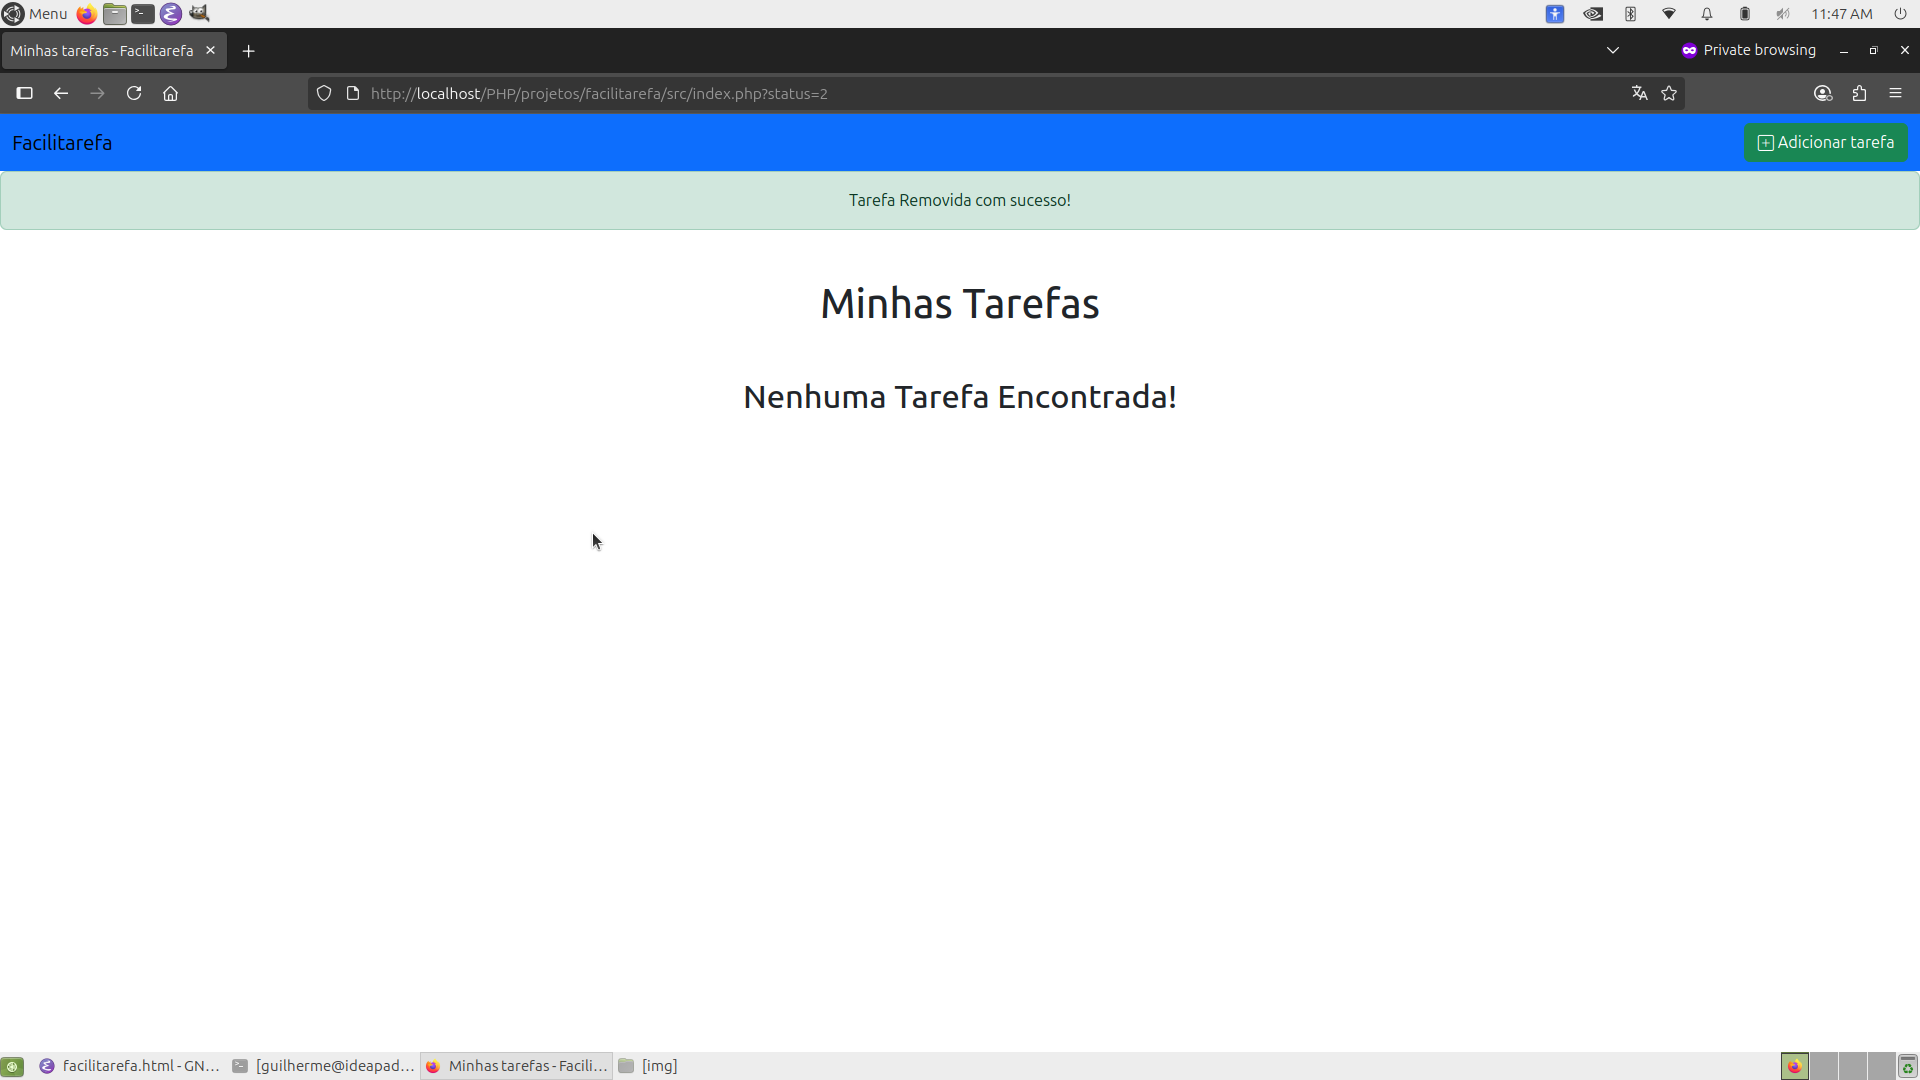 Menu
11:47 AM
Minhas tarefas - Facilitarefa
Private browsing
http://localhost/PHP/projetos/facilitarefa/src/index.php?status=2
Facilitarefa
Adicionar tarefa
Tarefa Removida com sucesso!
Minhas Tarefas
Nenhuma Tarefa Encontrada!
facilitarefa.html - GN...
[guilherme@ideapad...
Minhas tarefas - Facili...
[img]